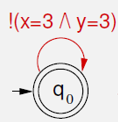 !(x=3 /\ y=3)
q0